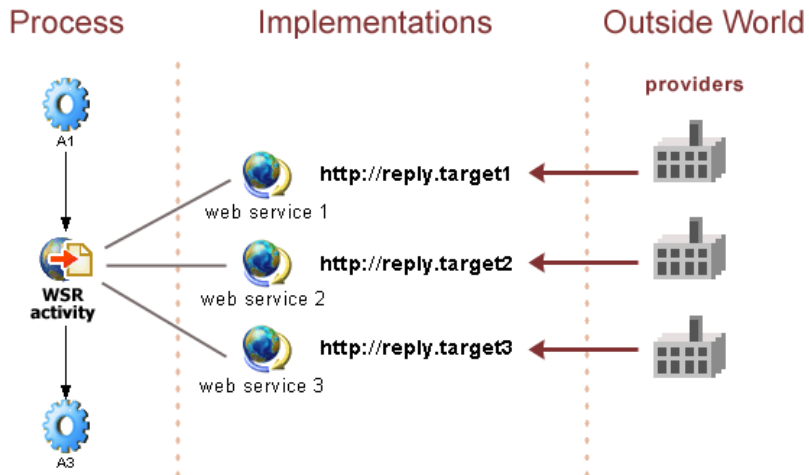 Process
Implementations
Outside World
providers
A1
http://reply.target1
web service 1
WSR
activity
http://reply.target2
web service 2
http://reply.target3
web service 3
A3